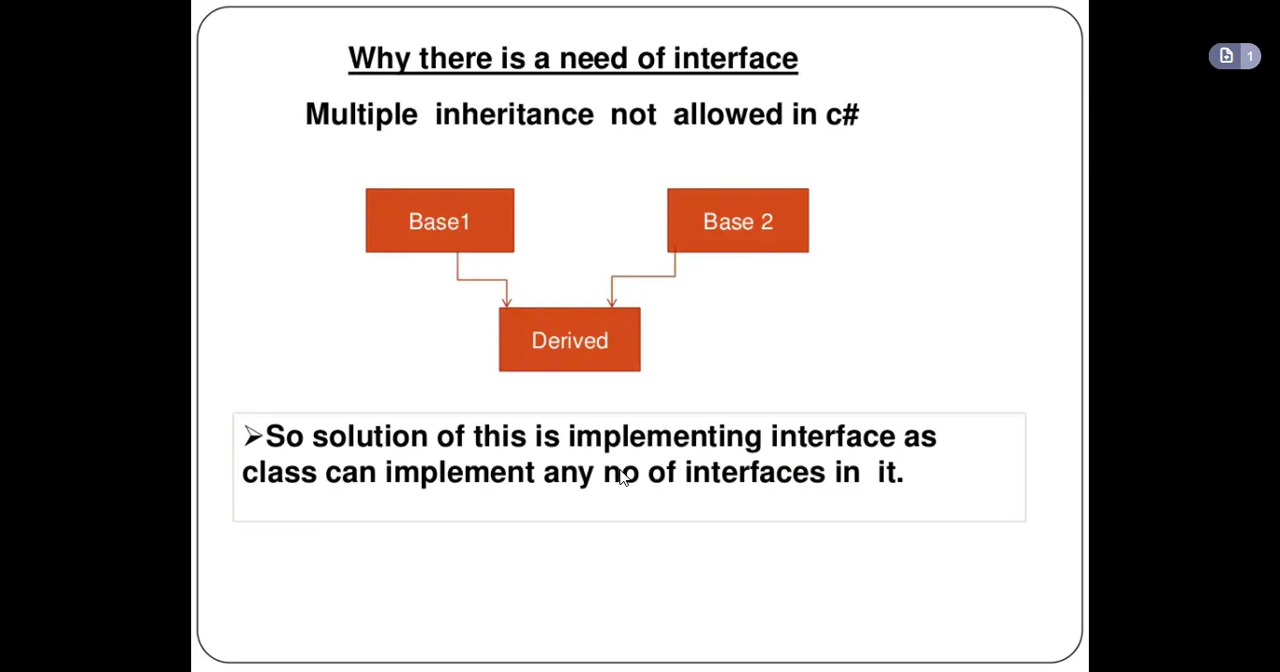 Why there is a need of interface
Multiple inheritance not allowed in c#
Base1
Base 2
Derived
➢So solution of this is implementing interface as
class can implement any no of interfaces in it.
1